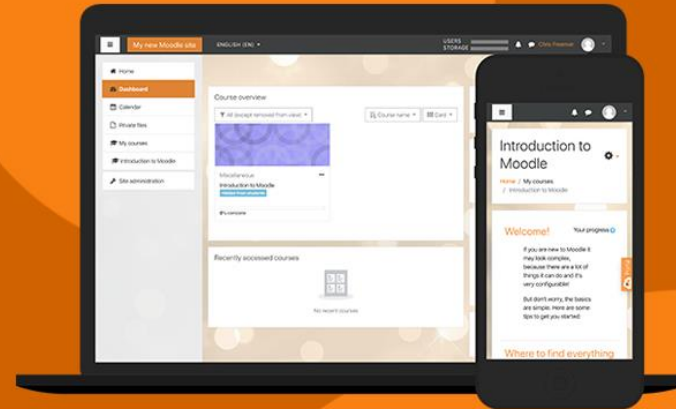 My new Moodle site
ENGLISH (EN)
USERS
STORAGE
Chris Freeman
Home
Dashboard
Calendar
Private files
My courses
Introduction to Moodle
Site administration
Course overview
All (except removed from view)
Course name
Card
Miscellaneous
Introduction to Moodle
Hidden from students
complete
Recently accessed courses
No recent courses
Introduction to
Moodle
Home / My courses
/ Introduction to Moodle
Welcome!
Your progress
If you are new to Moodle it
may look complex,
because there are a lot of
things it can do and it's
very configurable!
But don't worry, the basics
are simple. Here are some
tips to get you started:
Where to find everything